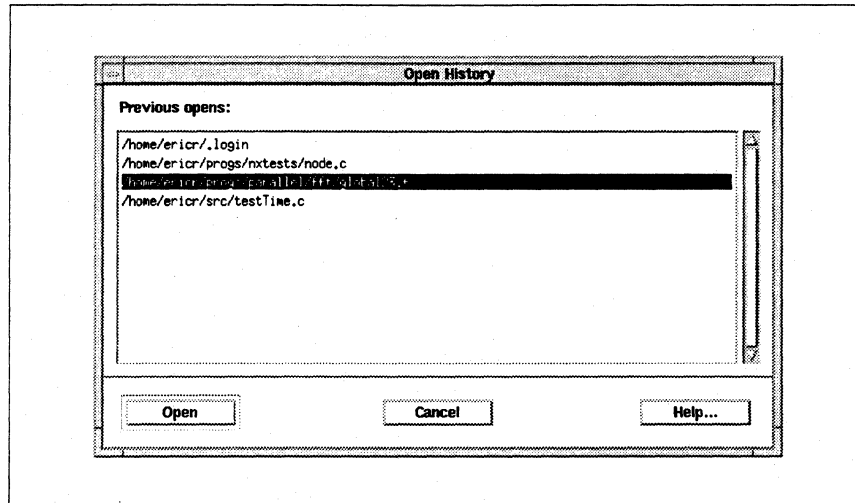 Open History
Previous opens:
/home/ericr/.login
/home/ericr/progs/nxtests/node.c
/home/ericr/progs/parallel/fft/
/home/ericr/src/testTime.c
Open
Cancel
Help...